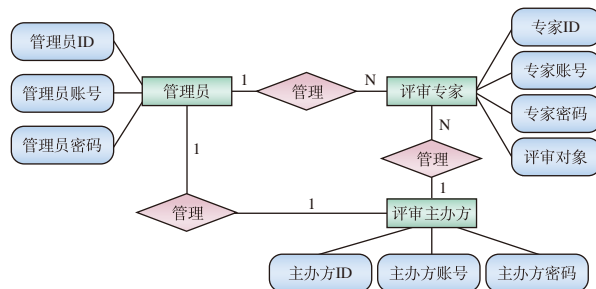 管理员ID
管理员账号
管理员密码
管理员
1
管理
N
评审专家
专家ID
专家账号
专家密码
评审对象
1
N
管理
管理
1
1
评审主办方
主办方ID
主办方账号
主办方密码